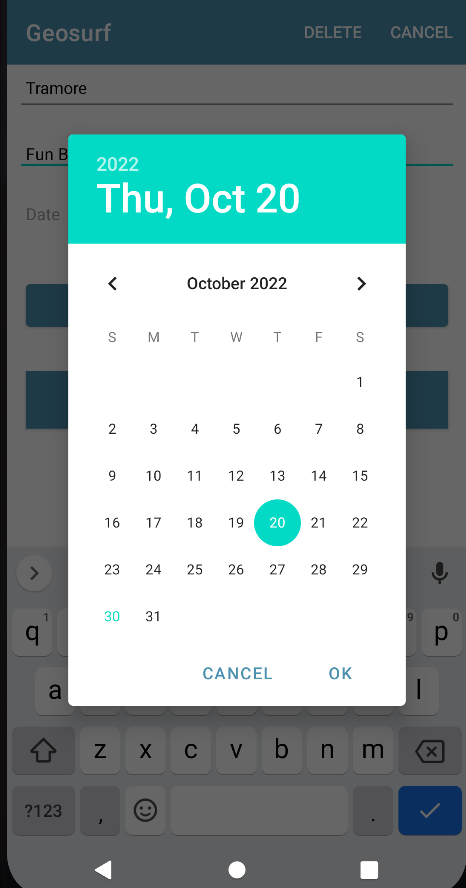 Geosurf DELETE CANCEL
Tramore
Fun B
Date
2022
Thu, Oct 20
October 2022
S M T W T F S
1
2 3 4 5 6 7 8
9 10 11 12 13 14 15
16 17 18 19 20 21 22
23 24 25 26 27 28 29
30 31
CANCEL OK
q 1 9 p 0
a l
z x c v b n m
?123 , .